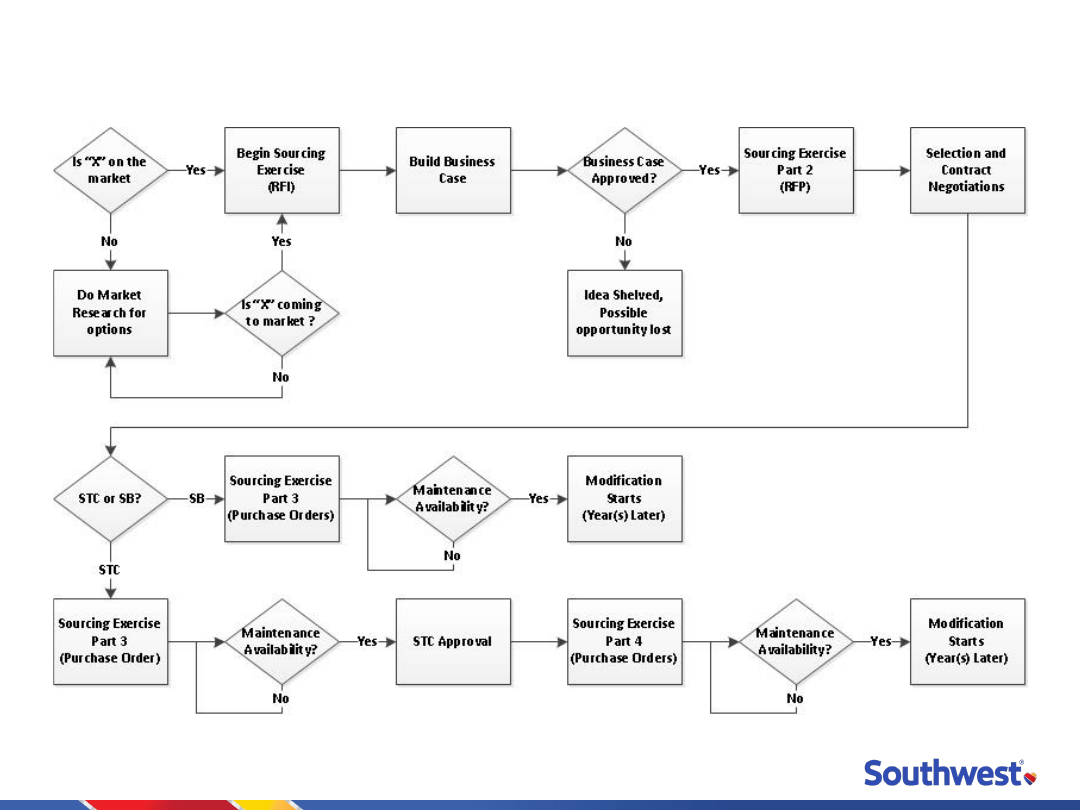 Is “X” on the
market
Yes
Begin Sourcing
Exercise
(RFI)
Build Business
Case
Business Case
Approved?
Yes
Sourcing Exercise
Part 2
(RFP)
Selection and
Contract
Negotiations
No
Yes
No
Do Market
Research for
options
Is “X” coming
to market ?
Idea Shelved,
Possible
opportunity lost
No
STC or SB?
SB
Sourcing Exercise
Part 3
(Purchase Orders)
Maintenance
Availability?
Yes
Modification
Starts
(Year(s) Later)
No
STC
Sourcing Exercise
Part 3
(Purchase Order)
Maintenance
Availability?
Yes
STC Approval
Sourcing Exercise
Part 4
(Purchase Orders)
Maintenance
Availability?
Yes
Modification
Starts
(Year(s) Later)
No
No
Southwest®